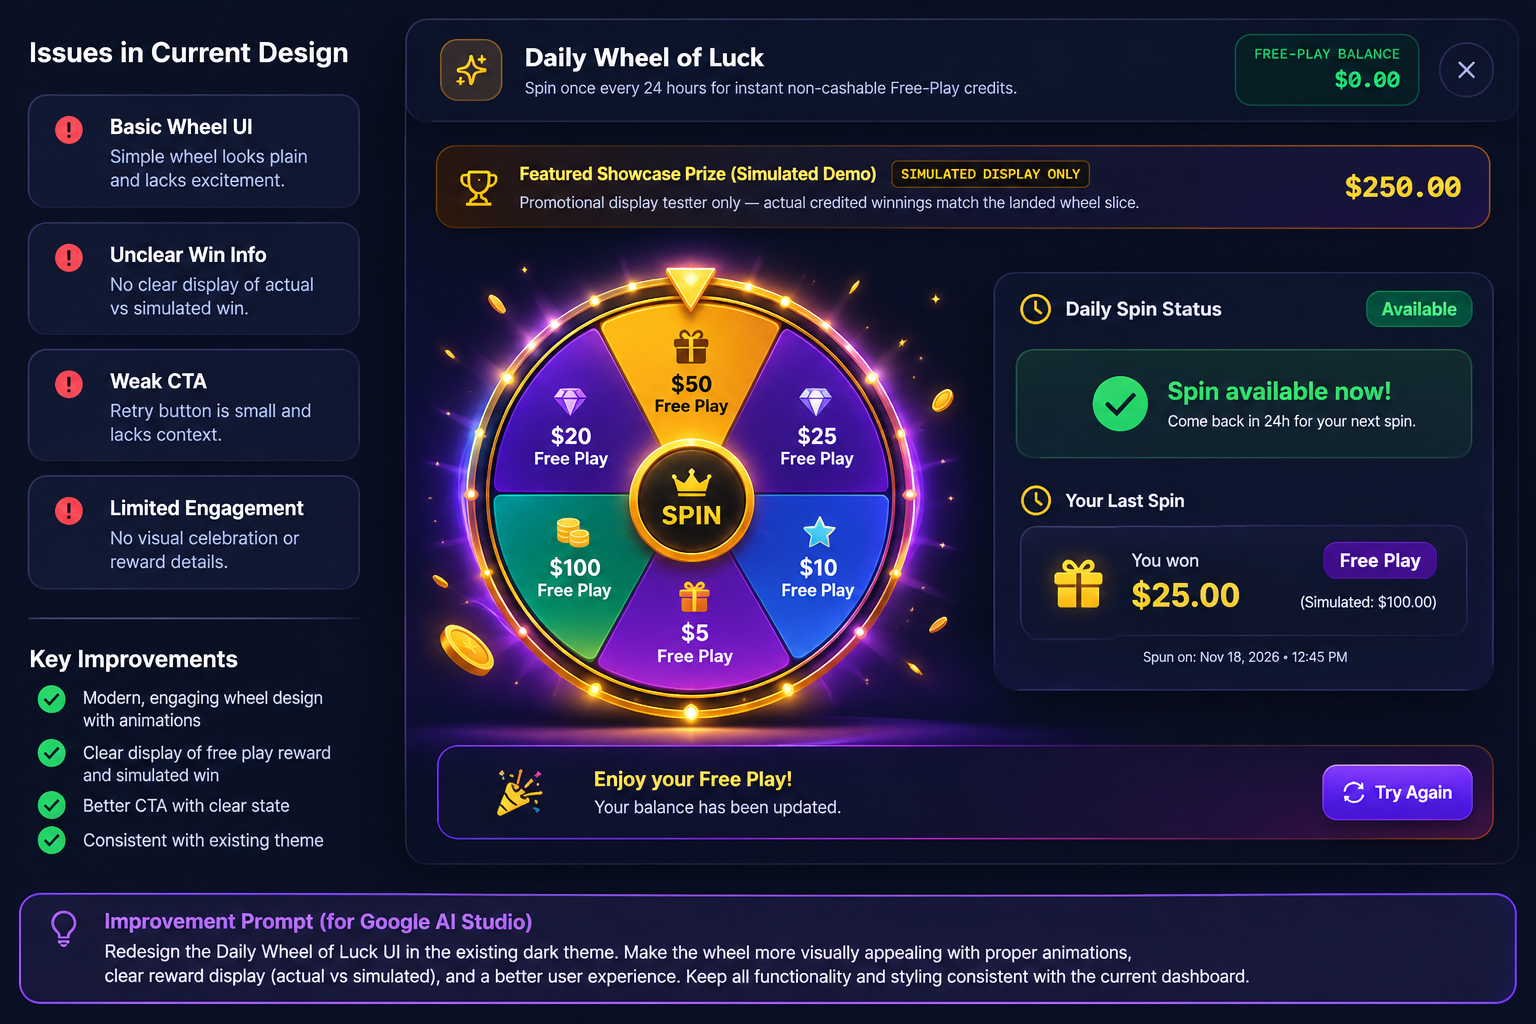 Issues in Current Design
Basic Wheel UI
Simple wheel looks plain
and lacks excitement.
Unclear Win Info
No clear display of actual
vs simulated win.
Weak CTA
Retry button is small and
lacks context.
Limited Engagement
No visual celebration or
reward details.
Key Improvements
Modern, engaging wheel design
with animations
Clear display of free play reward
and simulated win
Better CTA with clear state
Consistent with existing theme
Daily Wheel of Luck
Spin once every 24 hours for instant non-cashable Free-Play credits.
FREE-PLAY BALANCE
$0.00
Featured Showcase Prize (Simulated Demo)
SIMULATED DISPLAY ONLY
Promotional display testter only — actual credited winnings match the landed wheel slice.
$250.00
$50
Free Play
$20
Free Play
$25
Free Play
SPIN
$100
Free Play
$10
Free Play
$5
Free Play
Daily Spin Status
Available
Spin available now!
Come back in 24h for your next spin.
Your Last Spin
You won
$25.00
Free Play
(Simulated: $100.00)
Spun on: Nov 18, 2026 • 12:45 PM
Enjoy your Free Play!
Your balance has been updated.
Try Again
Improvement Prompt (for Google AI Studio)
Redesign the Daily Wheel of Luck UI in the existing dark theme. Make the wheel more visually appealing with proper animations,
clear reward display (actual vs simulated), and a better user experience. Keep all functionality and styling consistent with the current dashboard.